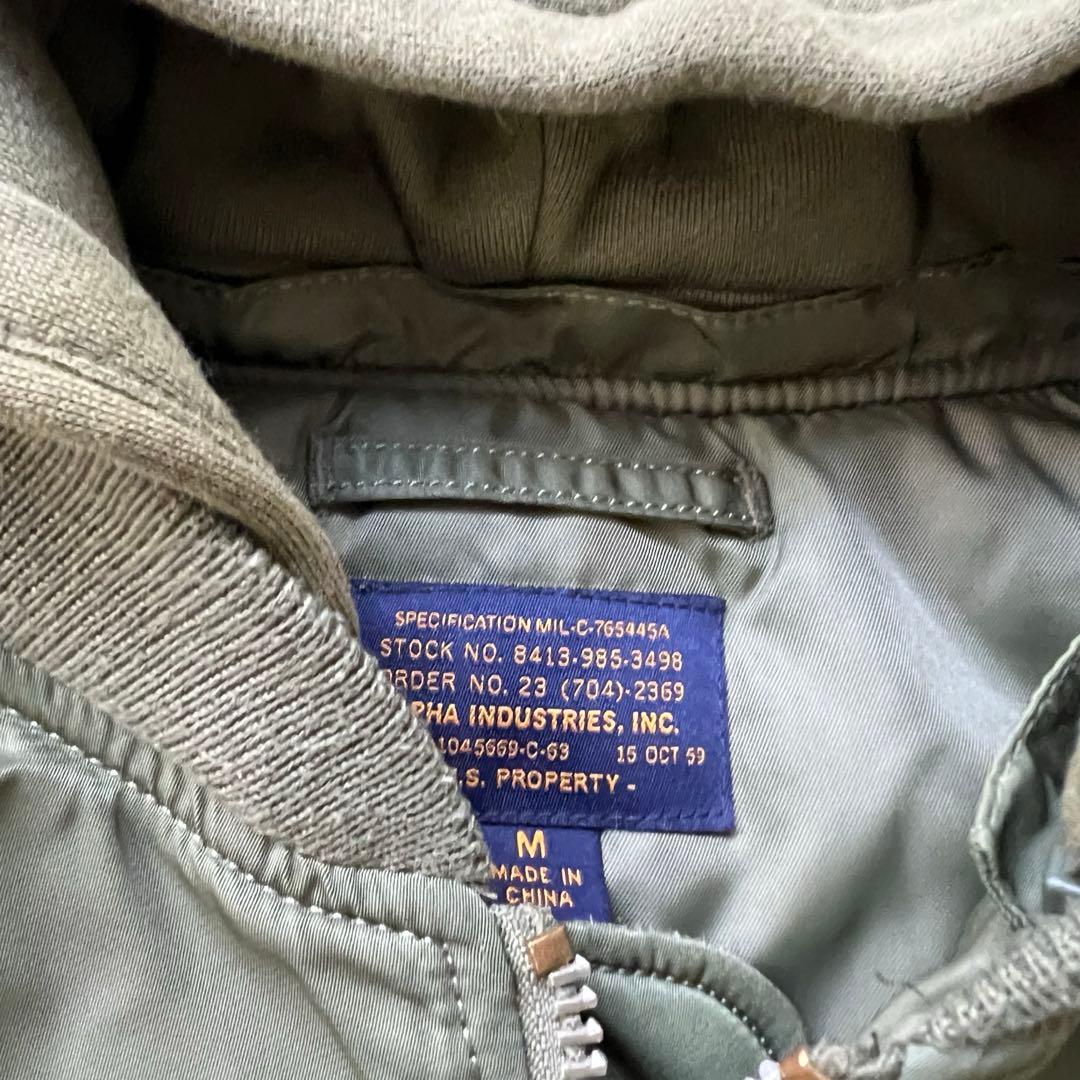 SPECIFICATION MIL-C-765445A
STOCK NO. 8413-985-3498
RDER NO. 23 (704)-2369
PHA INDUSTRIES, INC.
1045669-C-63 15 OCT 59
.S. PROPERTY -
M
MADE IN
CHINA